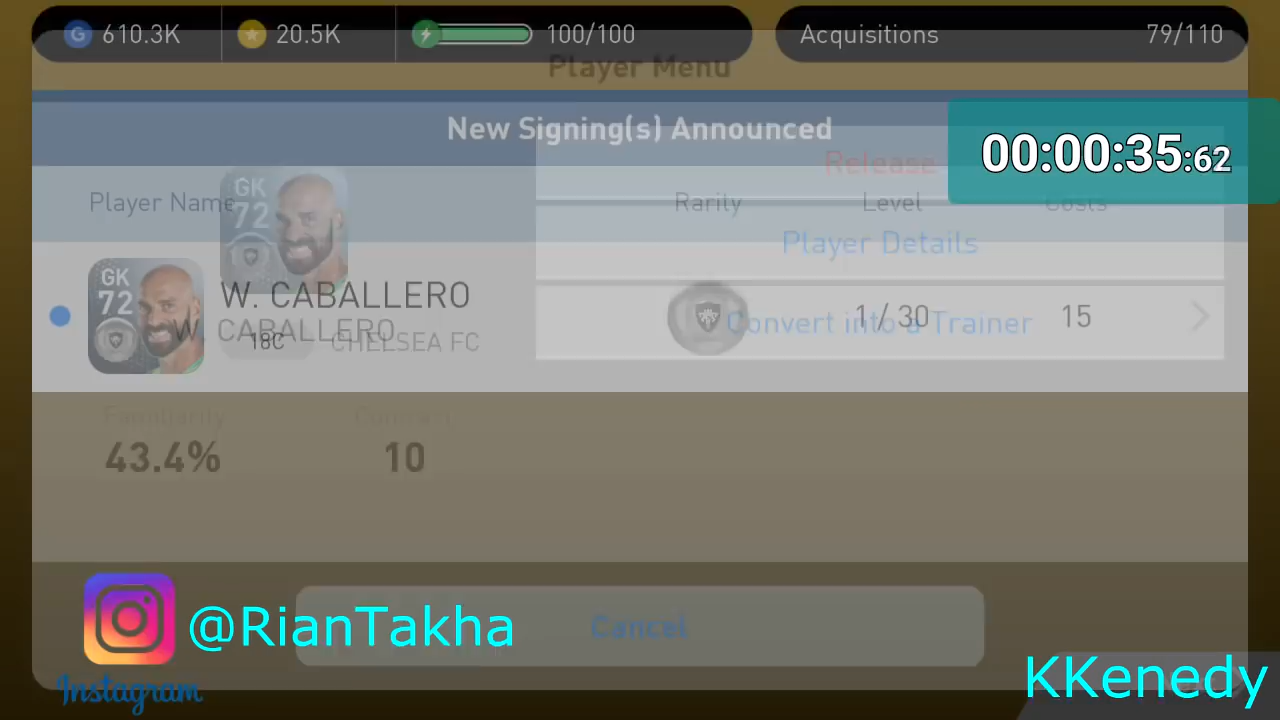 610.3K 20.5K 100/100 Acquisitions 79/110
Player Menu
New Signing(s) Announced
00:00:35:62
Release
Player Name Rarity Level Costs
GK
72
Player Details
GK
72
W. CABALLERO
1/30 15
Convert into a Trainer
W. CABALLERO
18C CHELSEA FC
Familiarity Contract
43.4% 10
@RianTakha
Cancel
KKenedy
Instagram